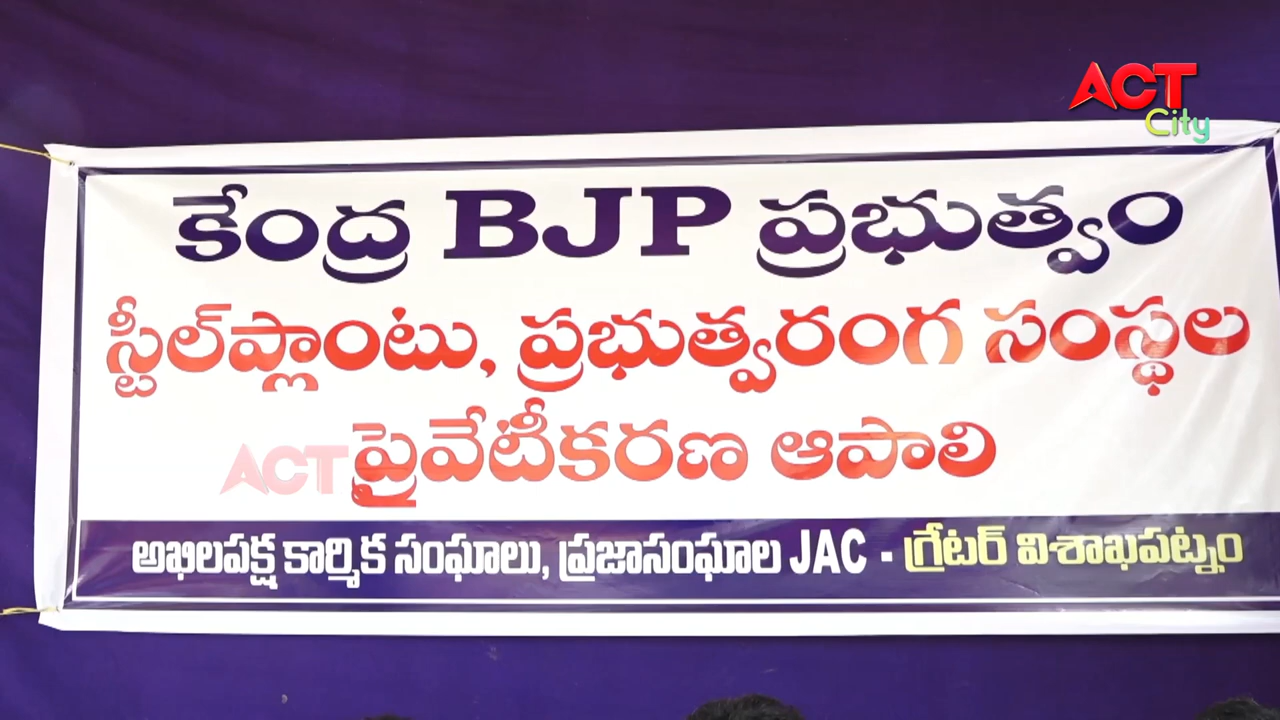 ACT
City
కేంద్ర BJP ప్రభుత్వం
స్టీల్‌ప్లాంటు, ప్రభుత్వరంగ సంస్థల
ప్రైవేటీకరణ ఆపాలి
ACT
అఖిలపక్ష కార్మిక సంఘాలు, ప్రజాసంఘాల JAC - గ్రేటర్ విశాఖపట్నం